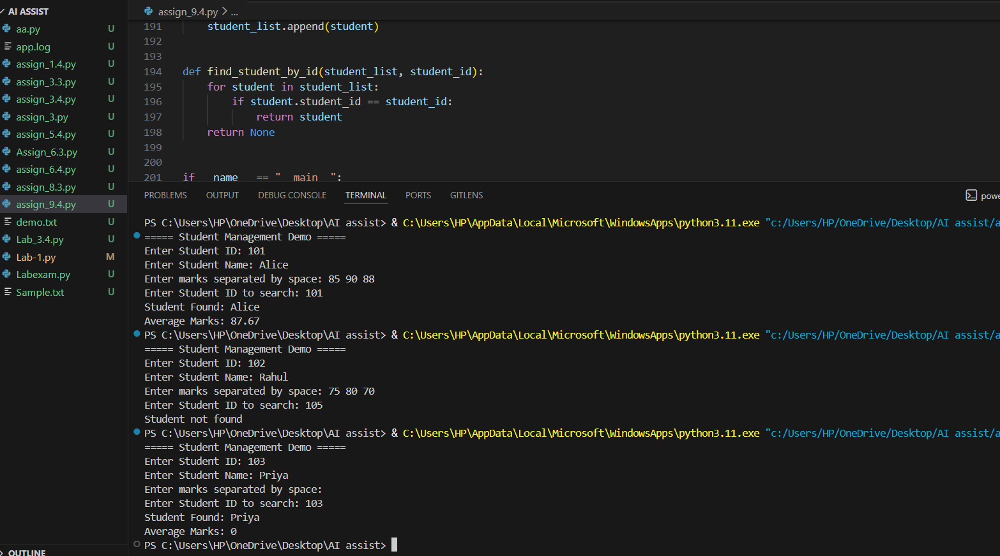 AI ASSIST
aa.py U
app.log U
assign_1.4.py U
assign_3.3.py U
assign_3.4.py U
assign_3.py U
assign_5.4.py U
Assign_6.3.py U
assign_6.4.py U
assign_8.3.py U
assign_9.4.py U
demo.txt U
Lab_3.4.py U
Lab-1.py M
Labexam.py U
Sample.txt U
OUTLINE
assign_9.4.py > ...
191 student_list.append(student)
192
193
194 def find_student_by_id(student_list, student_id):
195 for student in student_list:
196 if student.student_id == student_id:
197 return student
198 return None
199
200
201 if __name__ == "__main__":
PROBLEMS OUTPUT DEBUG CONSOLE TERMINAL PORTS GITLENS powe
PS C:\Users\HP\OneDrive\Desktop\AI assist> & C:\Users\HP\AppData\Local\Microsoft\WindowsApps\python3.11.exe "c:/Users/HP/OneDrive/Desktop/AI assist/a
===== Student Management Demo =====
Enter Student ID: 101
Enter Student Name: Alice
Enter marks separated by space: 85 90 88
Enter Student ID to search: 101
Student Found: Alice
Average Marks: 87.67
PS C:\Users\HP\OneDrive\Desktop\AI assist> & C:\Users\HP\AppData\Local\Microsoft\WindowsApps\python3.11.exe "c:/Users/HP/OneDrive/Desktop/AI assist/a
===== Student Management Demo =====
Enter Student ID: 102
Enter Student Name: Rahul
Enter marks separated by space: 75 80 70
Enter Student ID to search: 105
Student not found
PS C:\Users\HP\OneDrive\Desktop\AI assist> & C:\Users\HP\AppData\Local\Microsoft\WindowsApps\python3.11.exe "c:/Users/HP/OneDrive/Desktop/AI assist/a
===== Student Management Demo =====
Enter Student ID: 103
Enter Student Name: Priya
Enter marks separated by space:
Enter Student ID to search: 103
Student Found: Priya
Average Marks: 0
PS C:\Users\HP\OneDrive\Desktop\AI assist>